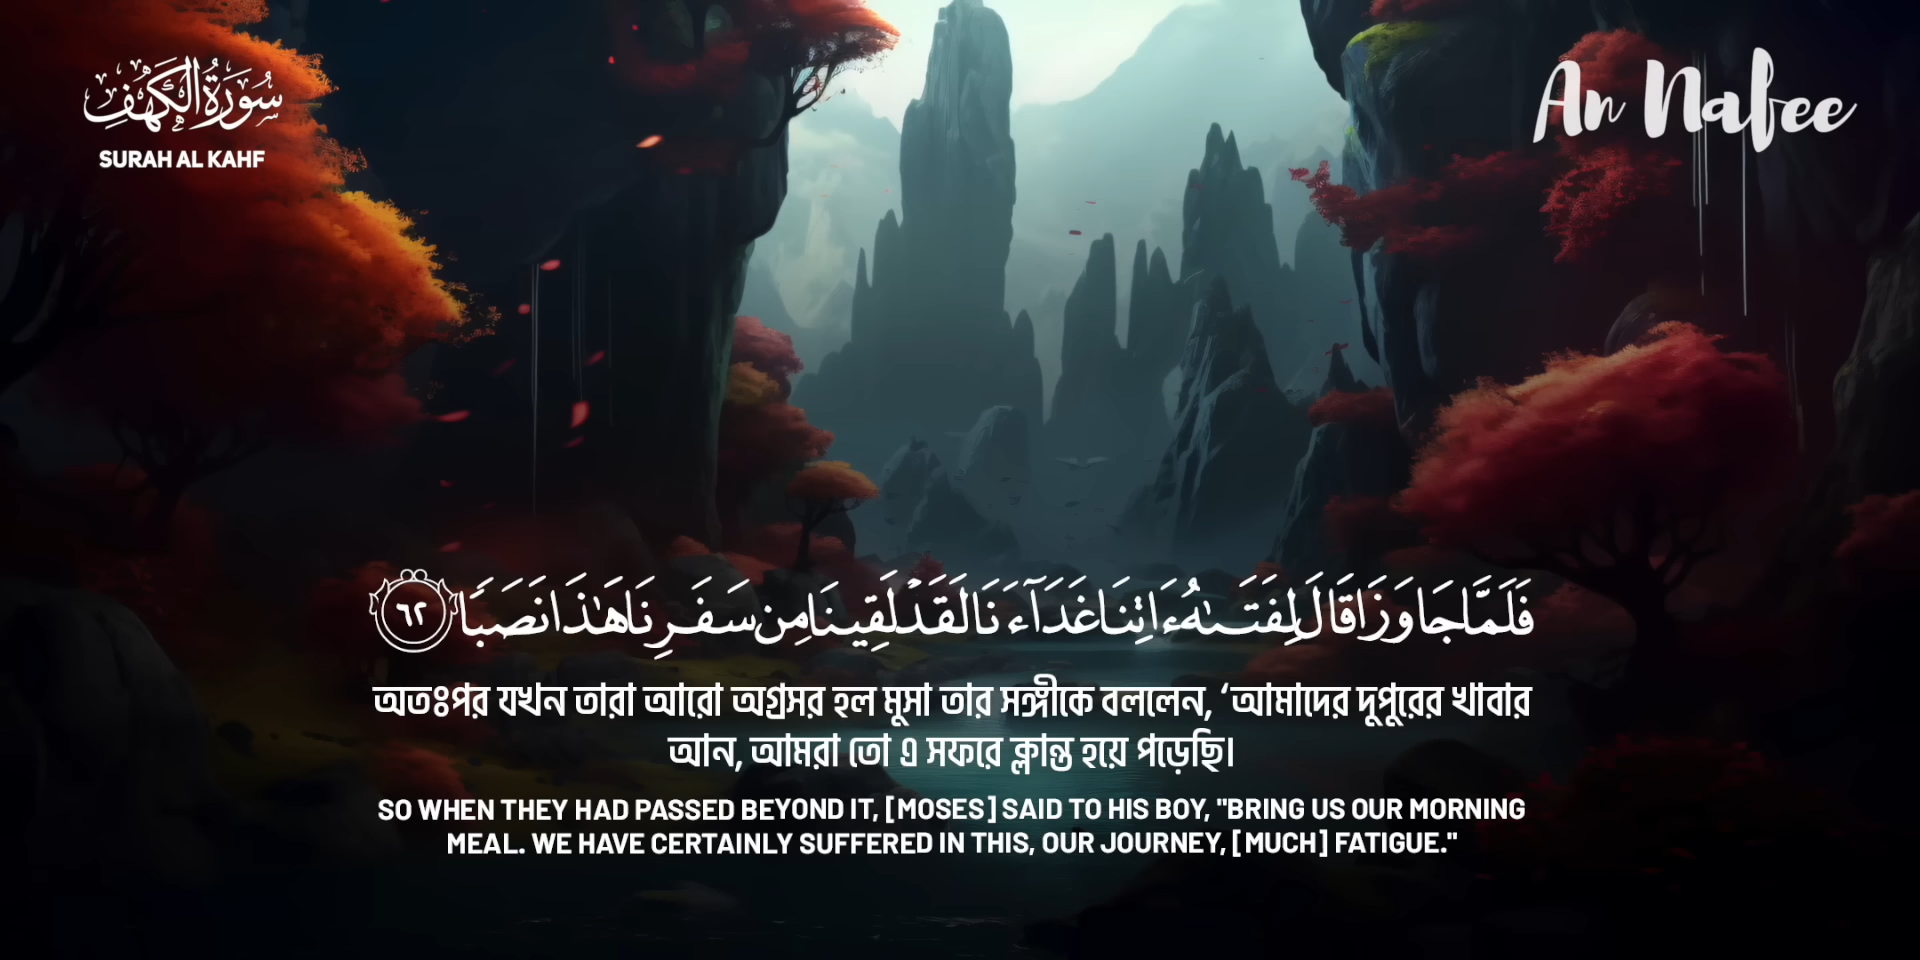 سُورَةُ الْكَهْفِ
SURAH AL KAHF
An Nafee
فَلَمَّا جَاوَزَا قَالَ لِفَتَىٰهُ ءَاتِنَا غَدَآءَنَا لَقَدْ لَقِينَا مِن سَفَرِنَا هَٰذَا نَصَبًا ٦٢
অতঃপর যখন তারা আরো অগ্রসর হল মূসা তার সঙ্গীকে বললেন, ‘আমাদের দুপুরের খাবার
আন, আমরা তো এ সফরে ক্লান্ত হয়ে পড়েছি।
SO WHEN THEY HAD PASSED BEYOND IT, [MOSES] SAID TO HIS BOY, "BRING US OUR MORNING
MEAL. WE HAVE CERTAINLY SUFFERED IN THIS, OUR JOURNEY, [MUCH] FATIGUE."